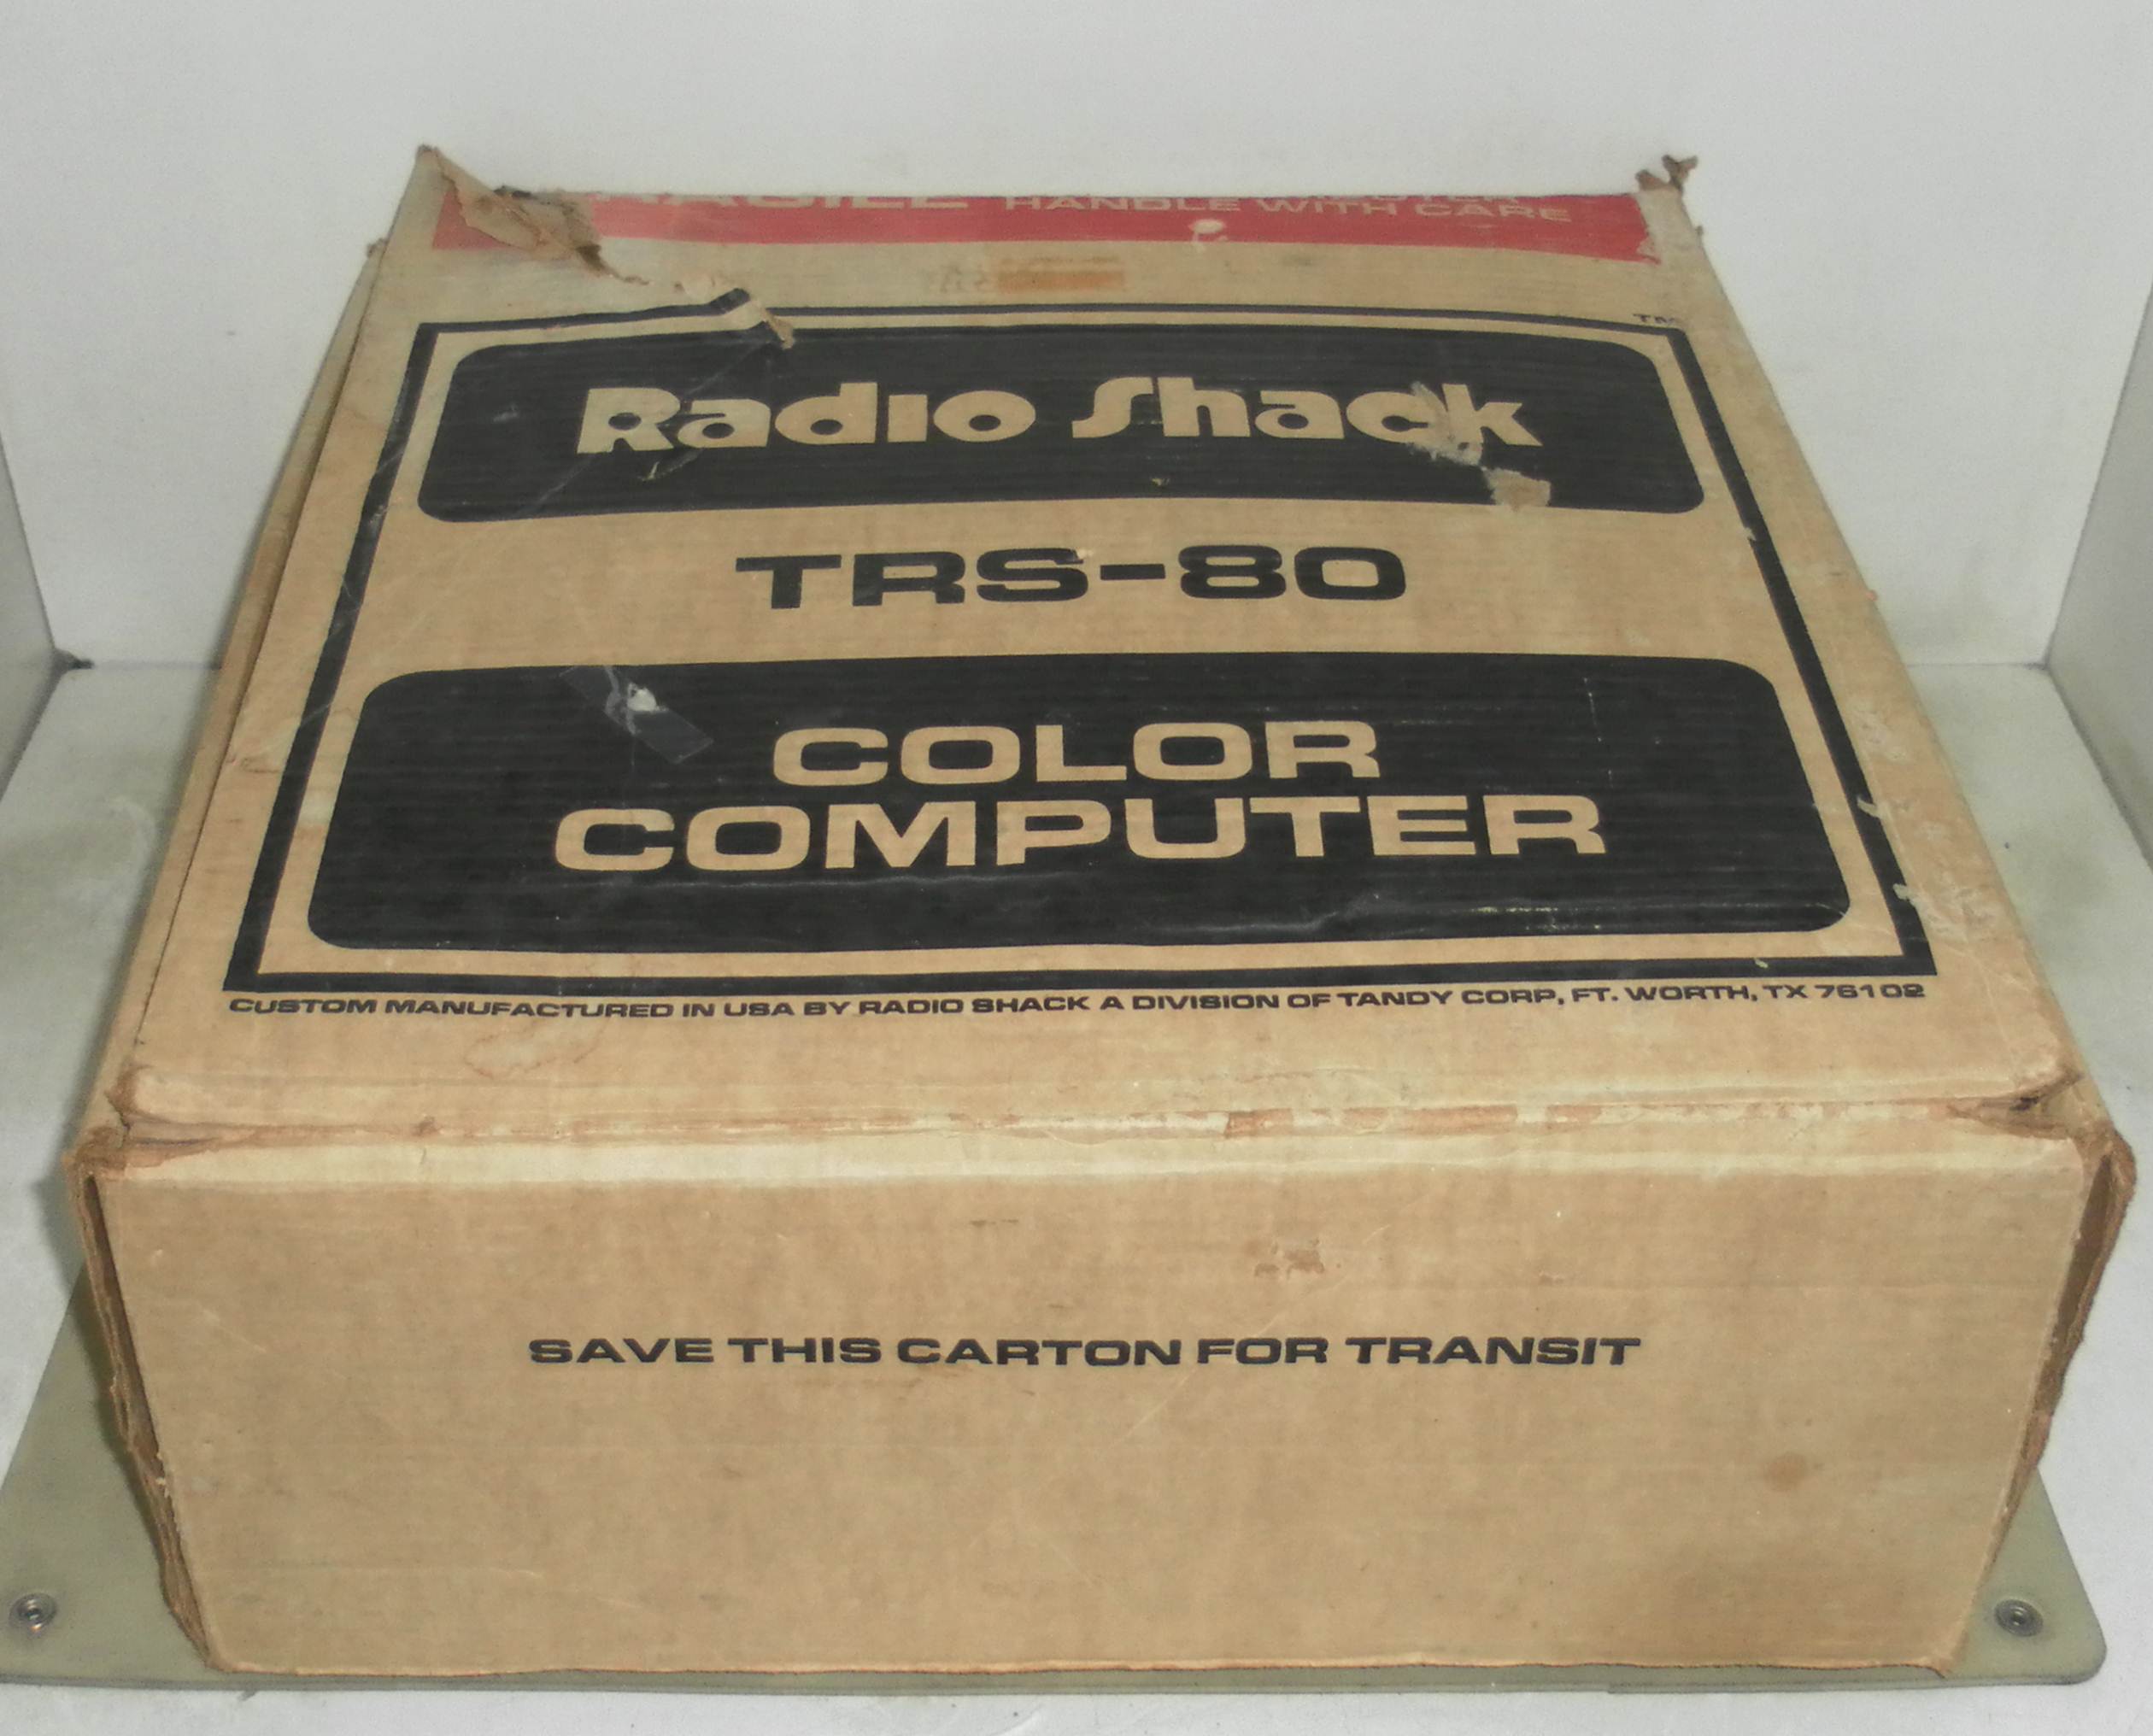 FRAGILE HANDLE WITH CARE
TM
Radio Shack
TRS-80
COLOR
COMPUTER
CUSTOM MANUFACTURED IN USA BY RADIO SHACK A DIVISION OF TANDY CORP, FT. WORTH, TX 76102
SAVE THIS CARTON FOR TRANSIT